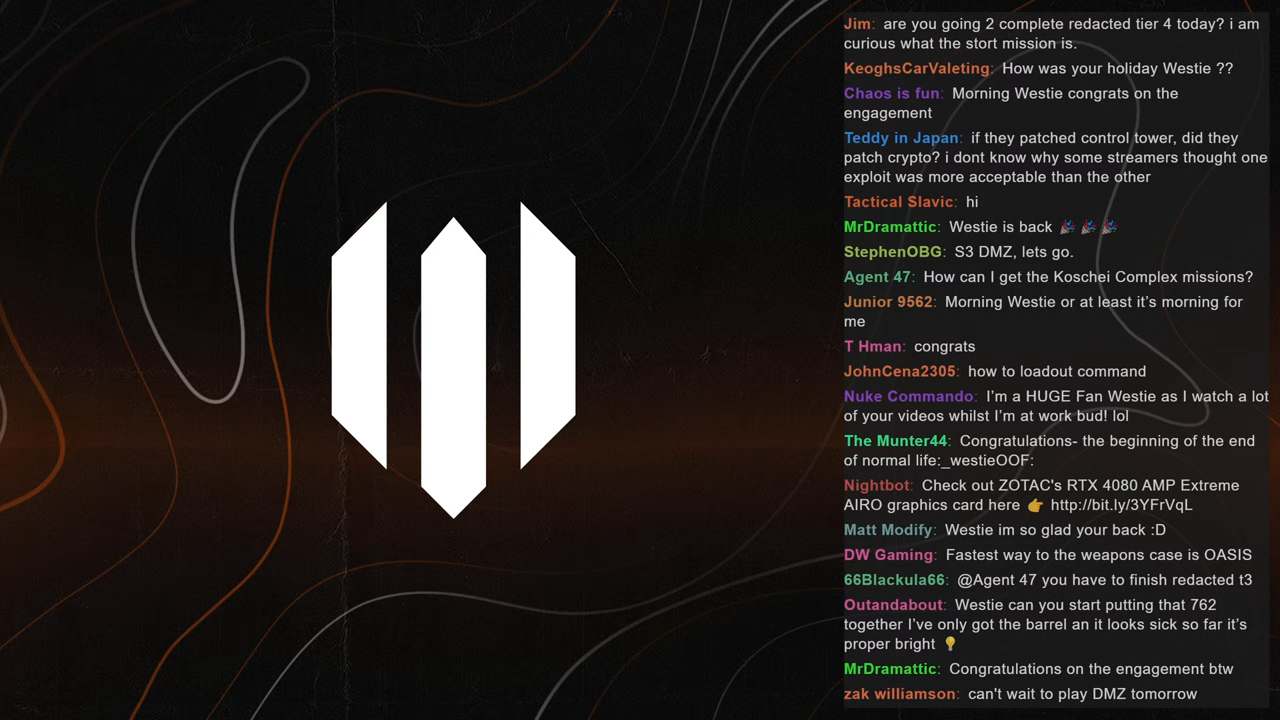 Jim: are you going 2 complete redacted tier 4 today? i am
curious what the stort mission is.
KeoghsCarValeting: How was your holiday Westie ??
Chaos is fun: Morning Westie congrats on the
engagement
Teddy in Japan: if they patched control tower, did they
patch crypto? i dont know why some streamers thought one
exploit was more acceptable than the other
Tactical Slavic: hi
MrDramattic: Westie is back 🎉 🎉 🎉
StephenOBG: S3 DMZ, lets go.
Agent 47: How can I get the Koschei Complex missions?
Junior 9562: Morning Westie or at least it’s morning for
me
T Hman: congrats
JohnCena2305: how to loadout command
Nuke Commando: I’m a HUGE Fan Westie as I watch a lot
of your videos whilst I’m at work bud! lol
The Munter44: Congratulations- the beginning of the end
of normal life:_westieOOF:
Nightbot: Check out ZOTAC's RTX 4080 AMP Extreme
AIRO graphics card here 👉 http://bit.ly/3YFrVqL
Matt Modify: Westie im so glad your back :D
DW Gaming: Fastest way to the weapons case is OASIS
66Blackula66: @Agent 47 you have to finish redacted t3
Outandabout: Westie can you start putting that 762
together I’ve only got the barrel an it looks sick so far it’s
proper bright 💡
MrDramattic: Congratulations on the engagement btw
zak williamson: can't wait to play DMZ tomorrow